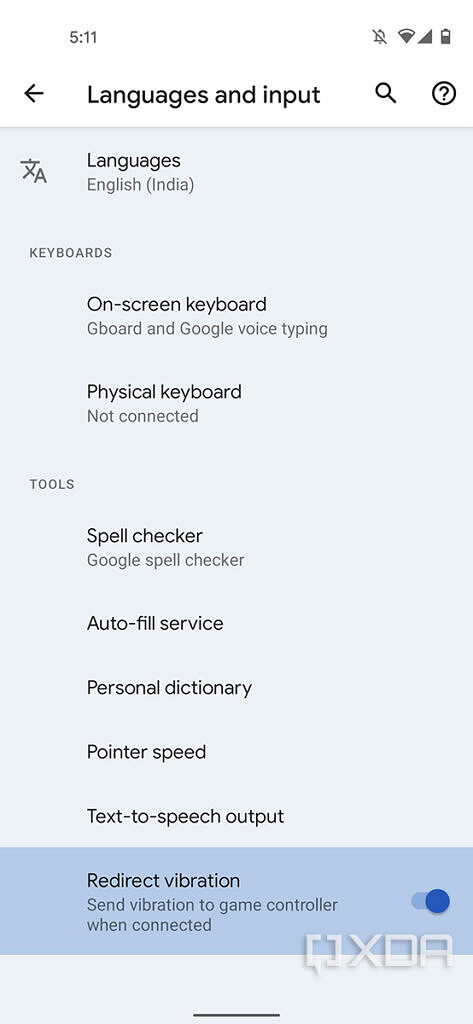 5:11
Languages and input
Languages
English (India)
KEYBOARDS
On-screen keyboard
Gboard and Google voice typing
Physical keyboard
Not connected
TOOLS
Spell checker
Google spell checker
Auto-fill service
Personal dictionary
Pointer speed
Text-to-speech output
Redirect vibration
Send vibration to game controller
when connected
XDA